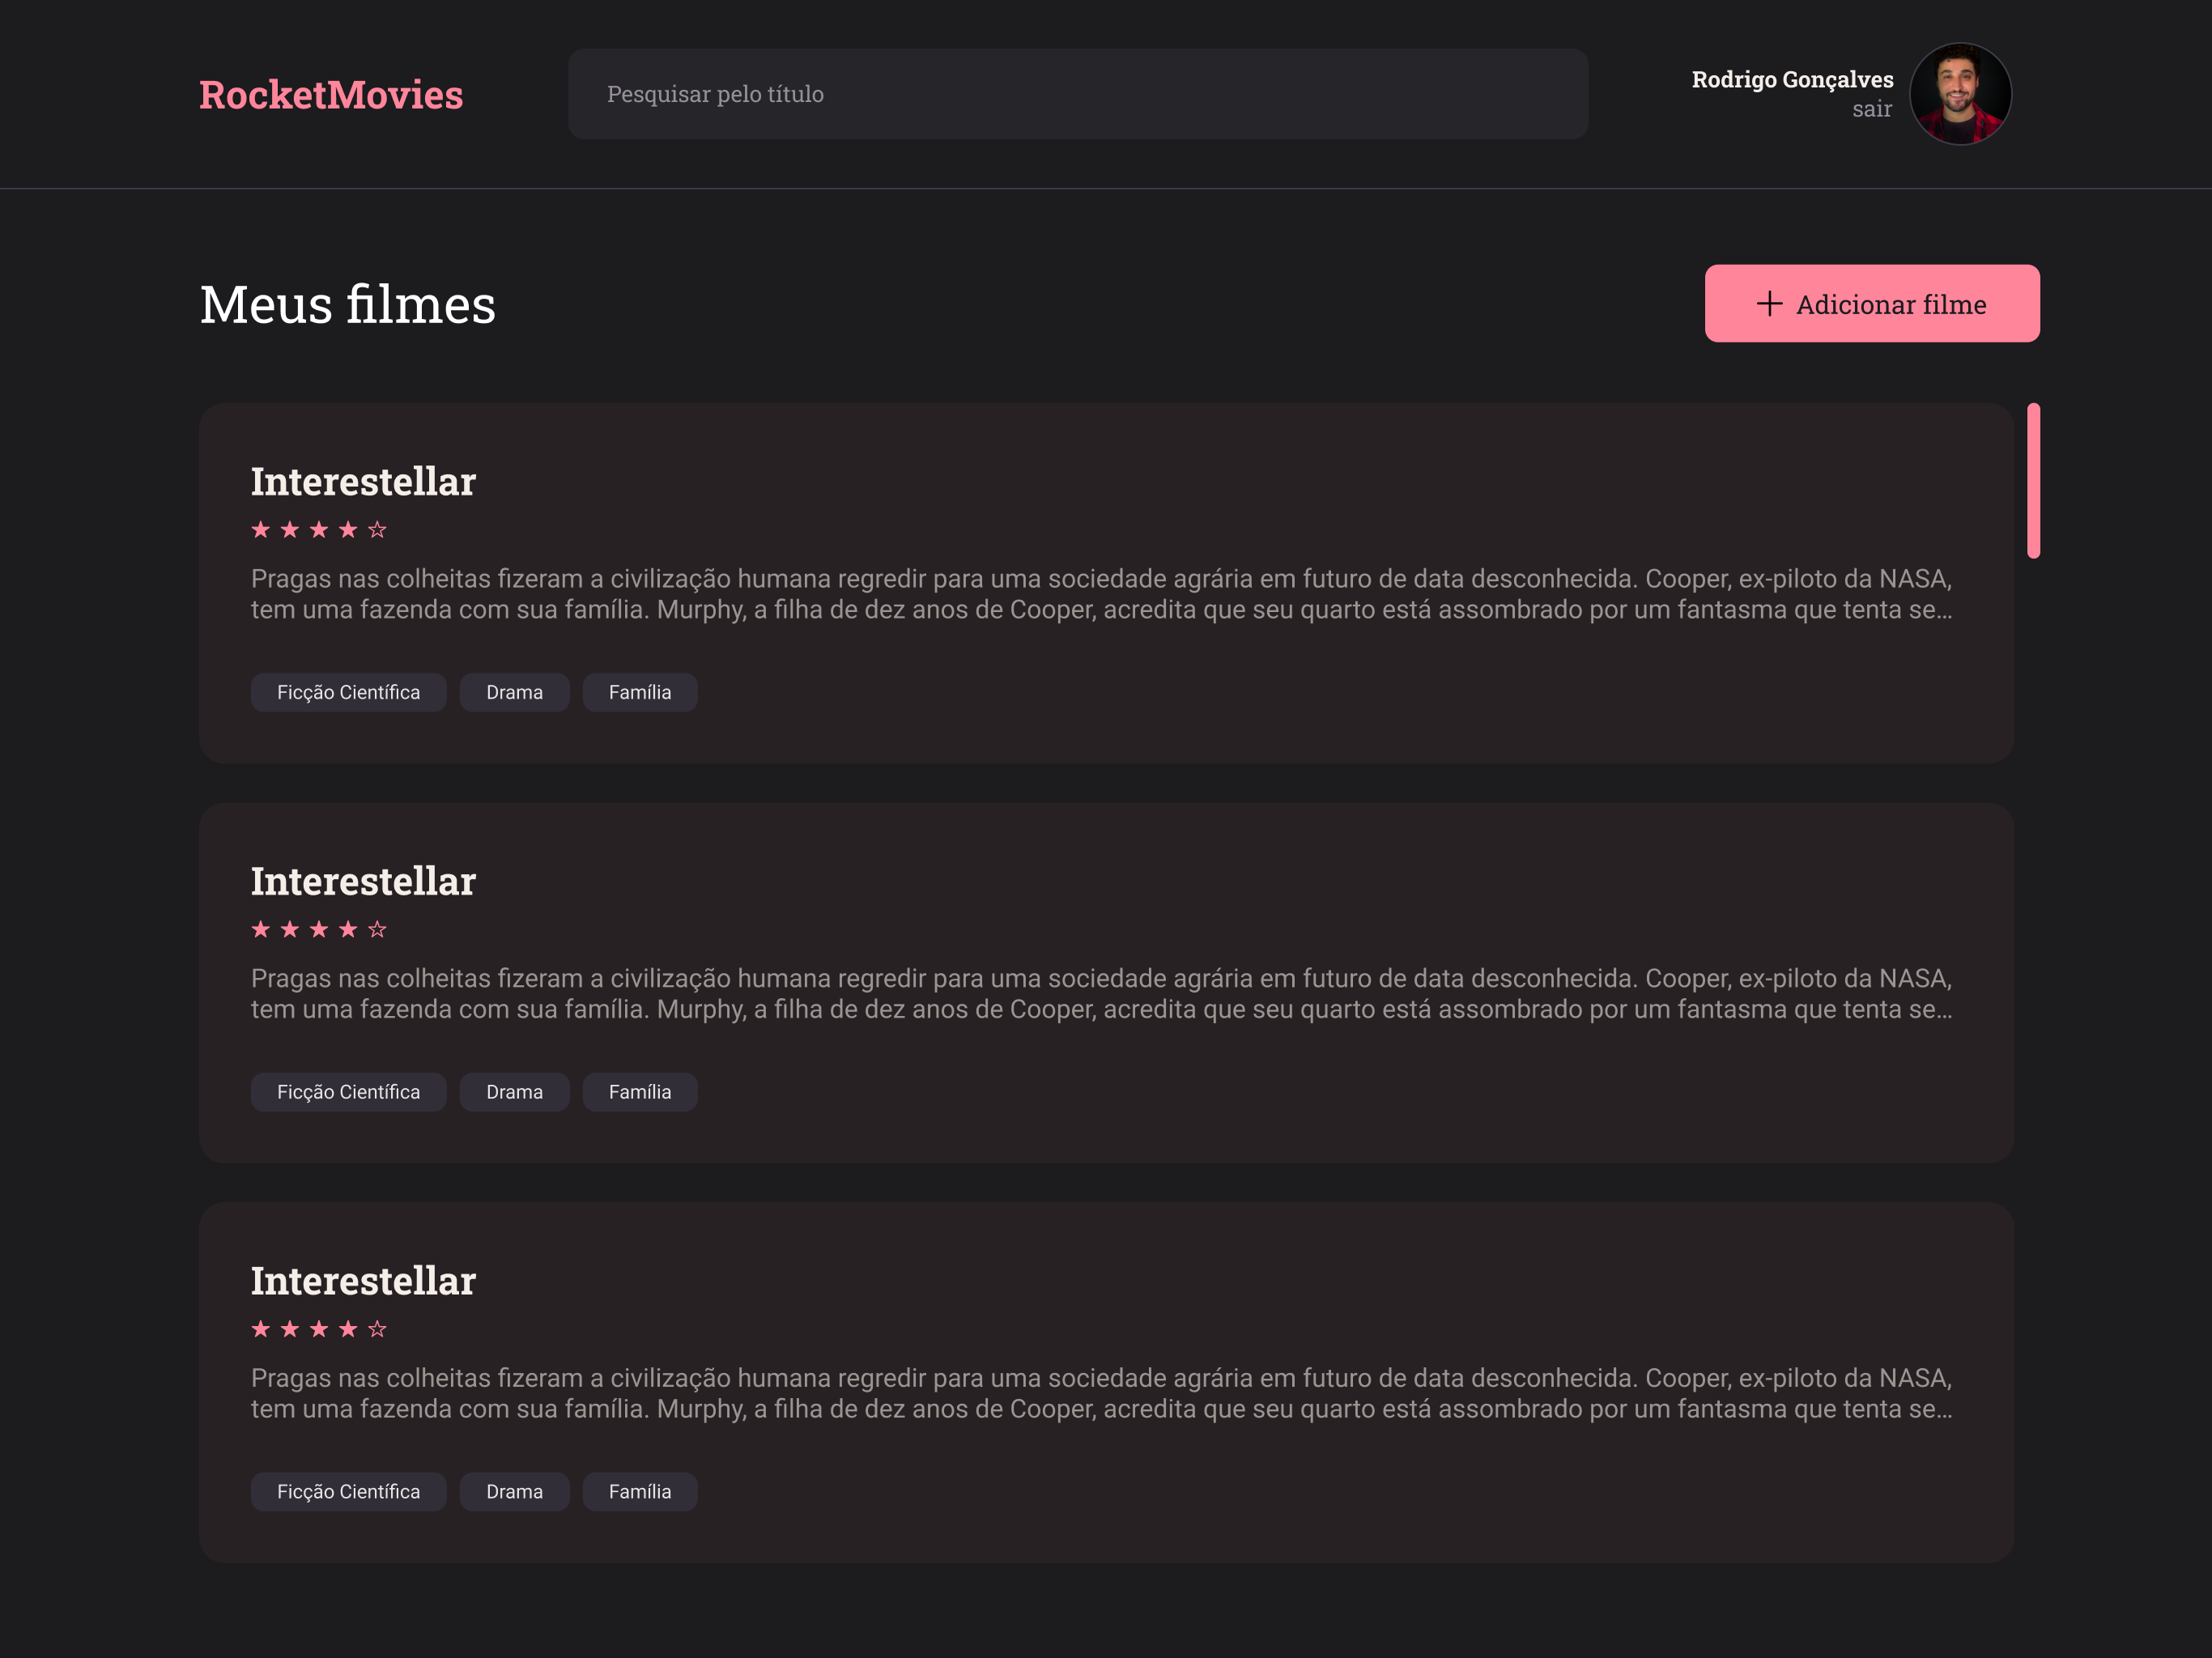 RocketMovies
Pesquisar pelo título
Rodrigo Gonçalves
sair
Meus filmes
Adicionar filme
Interestellar
Pragas nas colheitas fizeram a civilização humana regredir para uma sociedade agrária em futuro de data desconhecida. Cooper, ex-piloto da NASA,
tem uma fazenda com sua família. Murphy, a filha de dez anos de Cooper, acredita que seu quarto está assombrado por um fantasma que tenta se...
Ficção Científica Drama Família
Interestellar
Pragas nas colheitas fizeram a civilização humana regredir para uma sociedade agrária em futuro de data desconhecida. Cooper, ex-piloto da NASA,
tem uma fazenda com sua família. Murphy, a filha de dez anos de Cooper, acredita que seu quarto está assombrado por um fantasma que tenta se...
Ficção Científica Drama Família
Interestellar
Pragas nas colheitas fizeram a civilização humana regredir para uma sociedade agrária em futuro de data desconhecida. Cooper, ex-piloto da NASA,
tem uma fazenda com sua família. Murphy, a filha de dez anos de Cooper, acredita que seu quarto está assombrado por um fantasma que tenta se...
Ficção Científica Drama Família